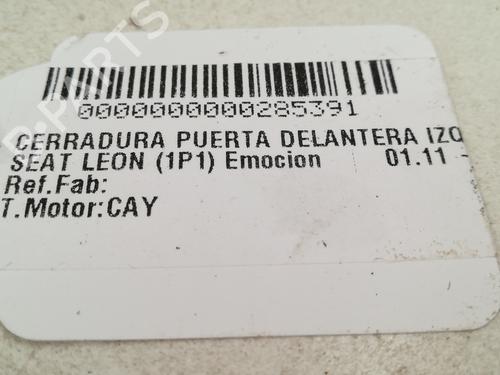 0000000000285391
CERRADURA PUERTA DELANTERA IZQ
SEAT LEON (1P1) Emocion 01.11 -
Ref.Fab:
T.Motor:CAY